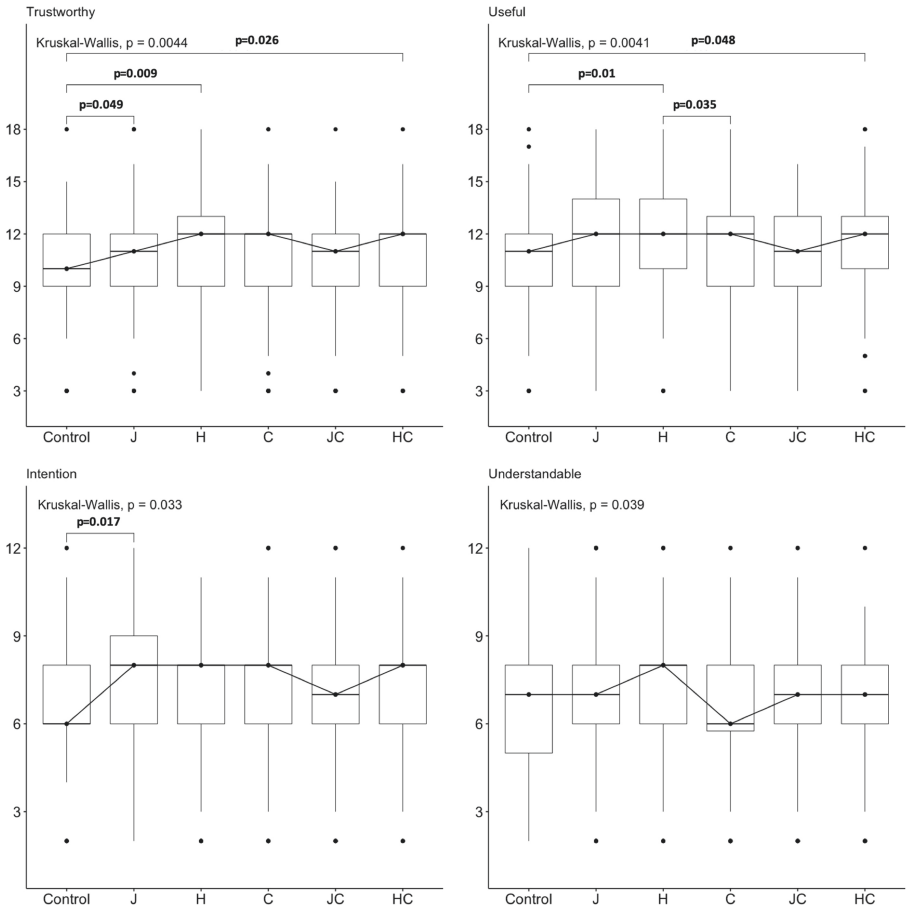 Trustworthy
Kruskal-Wallis, p = 0.0044
p=0.026
p=0.009
p=0.049
18
15
12
9
6
3
Control J H C JC HC
Useful
Kruskal-Wallis, p = 0.0041
p=0.048
p=0.01
p=0.035
18
15
12
9
6
3
Control J H C JC HC
Intention
Kruskal-Wallis, p = 0.033
p=0.017
12
9
6
3
Control J H C JC HC
Understandable
Kruskal-Wallis, p = 0.039
12
9
6
3
Control J H C JC HC